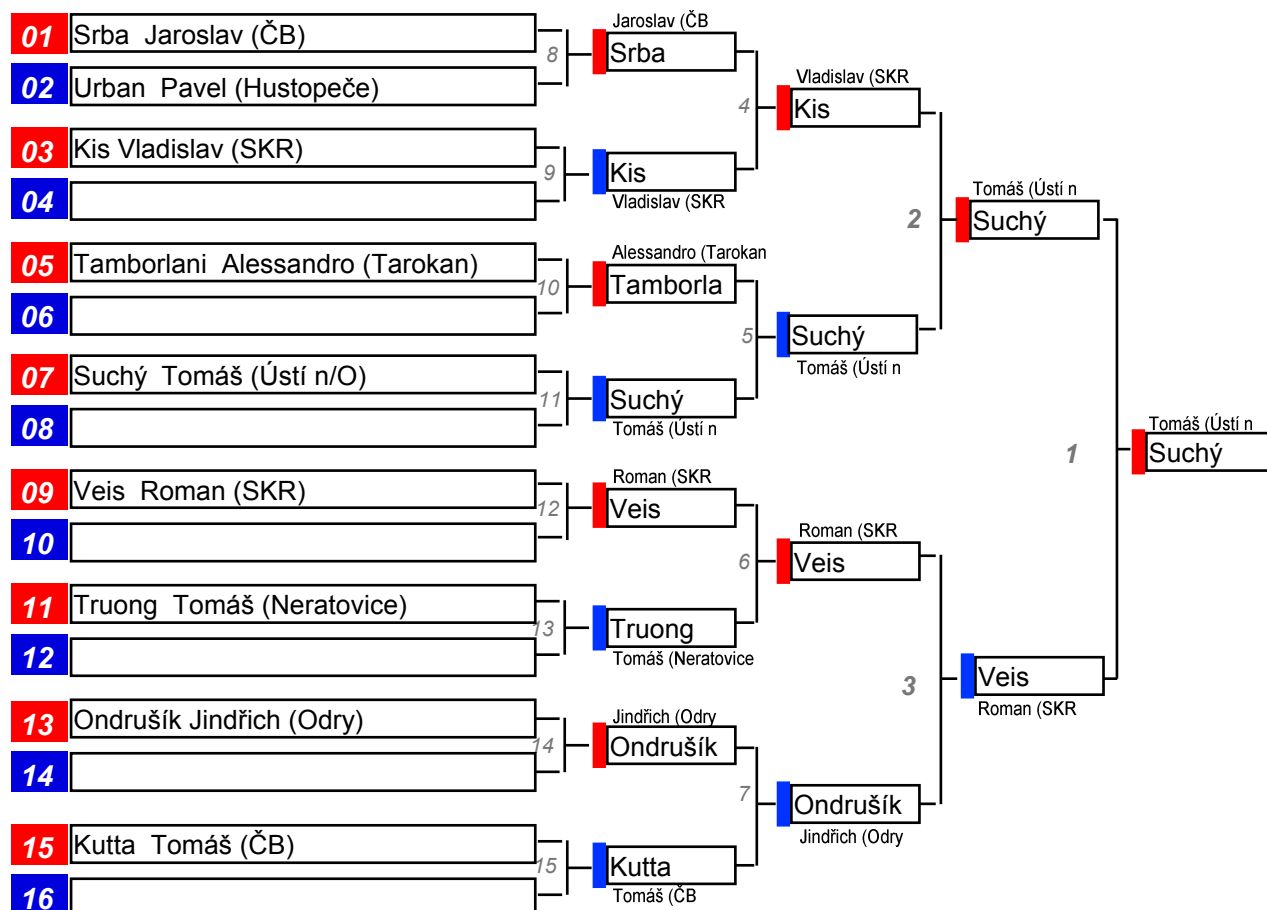 01 Srba  Jaroslav (ČB)
02 Urban  Pavel (Hustopeče)
03 Kis Vladislav (SKR)
04
05 Tamborlani  Alessandro (Tarokan)
06
07 Suchý  Tomáš (Ústí n/O)
08
09 Veis  Roman (SKR)
10
11 Truong  Tomáš (Neratovice)
12
13 Ondrušík Jindřich (Odry)
14
15 Kutta  Tomáš (ČB)
16
8
9
10
11
12
13
14
15
Jaroslav (ČB
Srba
Kis
Vladislav (SKR
Alessandro (Tarokan
Tamborla
Suchý
Tomáš (Ústí n
Roman (SKR
Veis
Truong
Tomáš (Neratovice
Jindřich (Odry
Ondrušík
Kutta
Tomáš (ČB
4
5
6
7
Vladislav (SKR
Kis
Suchý
Tomáš (Ústí n
Roman (SKR
Veis
Ondrušík
Jindřich (Odry
2
3
Tomáš (Ústí n
Suchý
Veis
Roman (SKR
1
Tomáš (Ústí n
Suchý